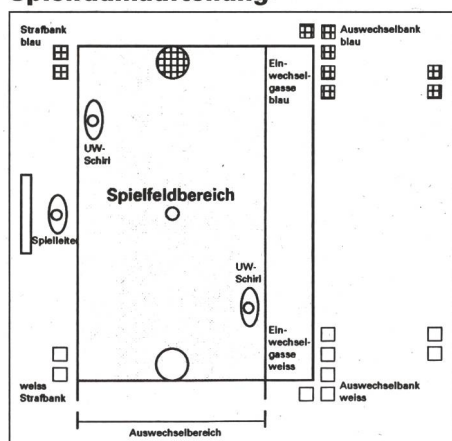 Strafbank
blau
Auswechselbank
blau
Ein-
wechsel-
gasse
blau
UW-
Schiri
Spielfeldbereich
Spielleiter
UW-
Schiri
Ein-
wechsel-
gasse
weiss
weiss
Strafbank
Auswechselbank
weiss
Auswechselbereich